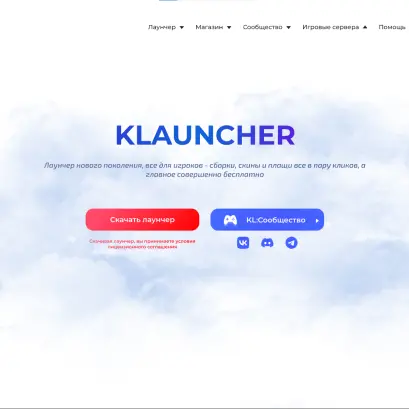 Лаунчер Магазин Сообщество Игровые сервера Помощь
KLAUNCHER
Лаунчер нового поколения, все для игроков - сборки, скины и плащи все в пару кликов, а
главное совершенно бесплатно
Скачать лаунчер
KL:Сообщество
Скачивая лаунчер, вы принимаете условия
лицензионного соглашения